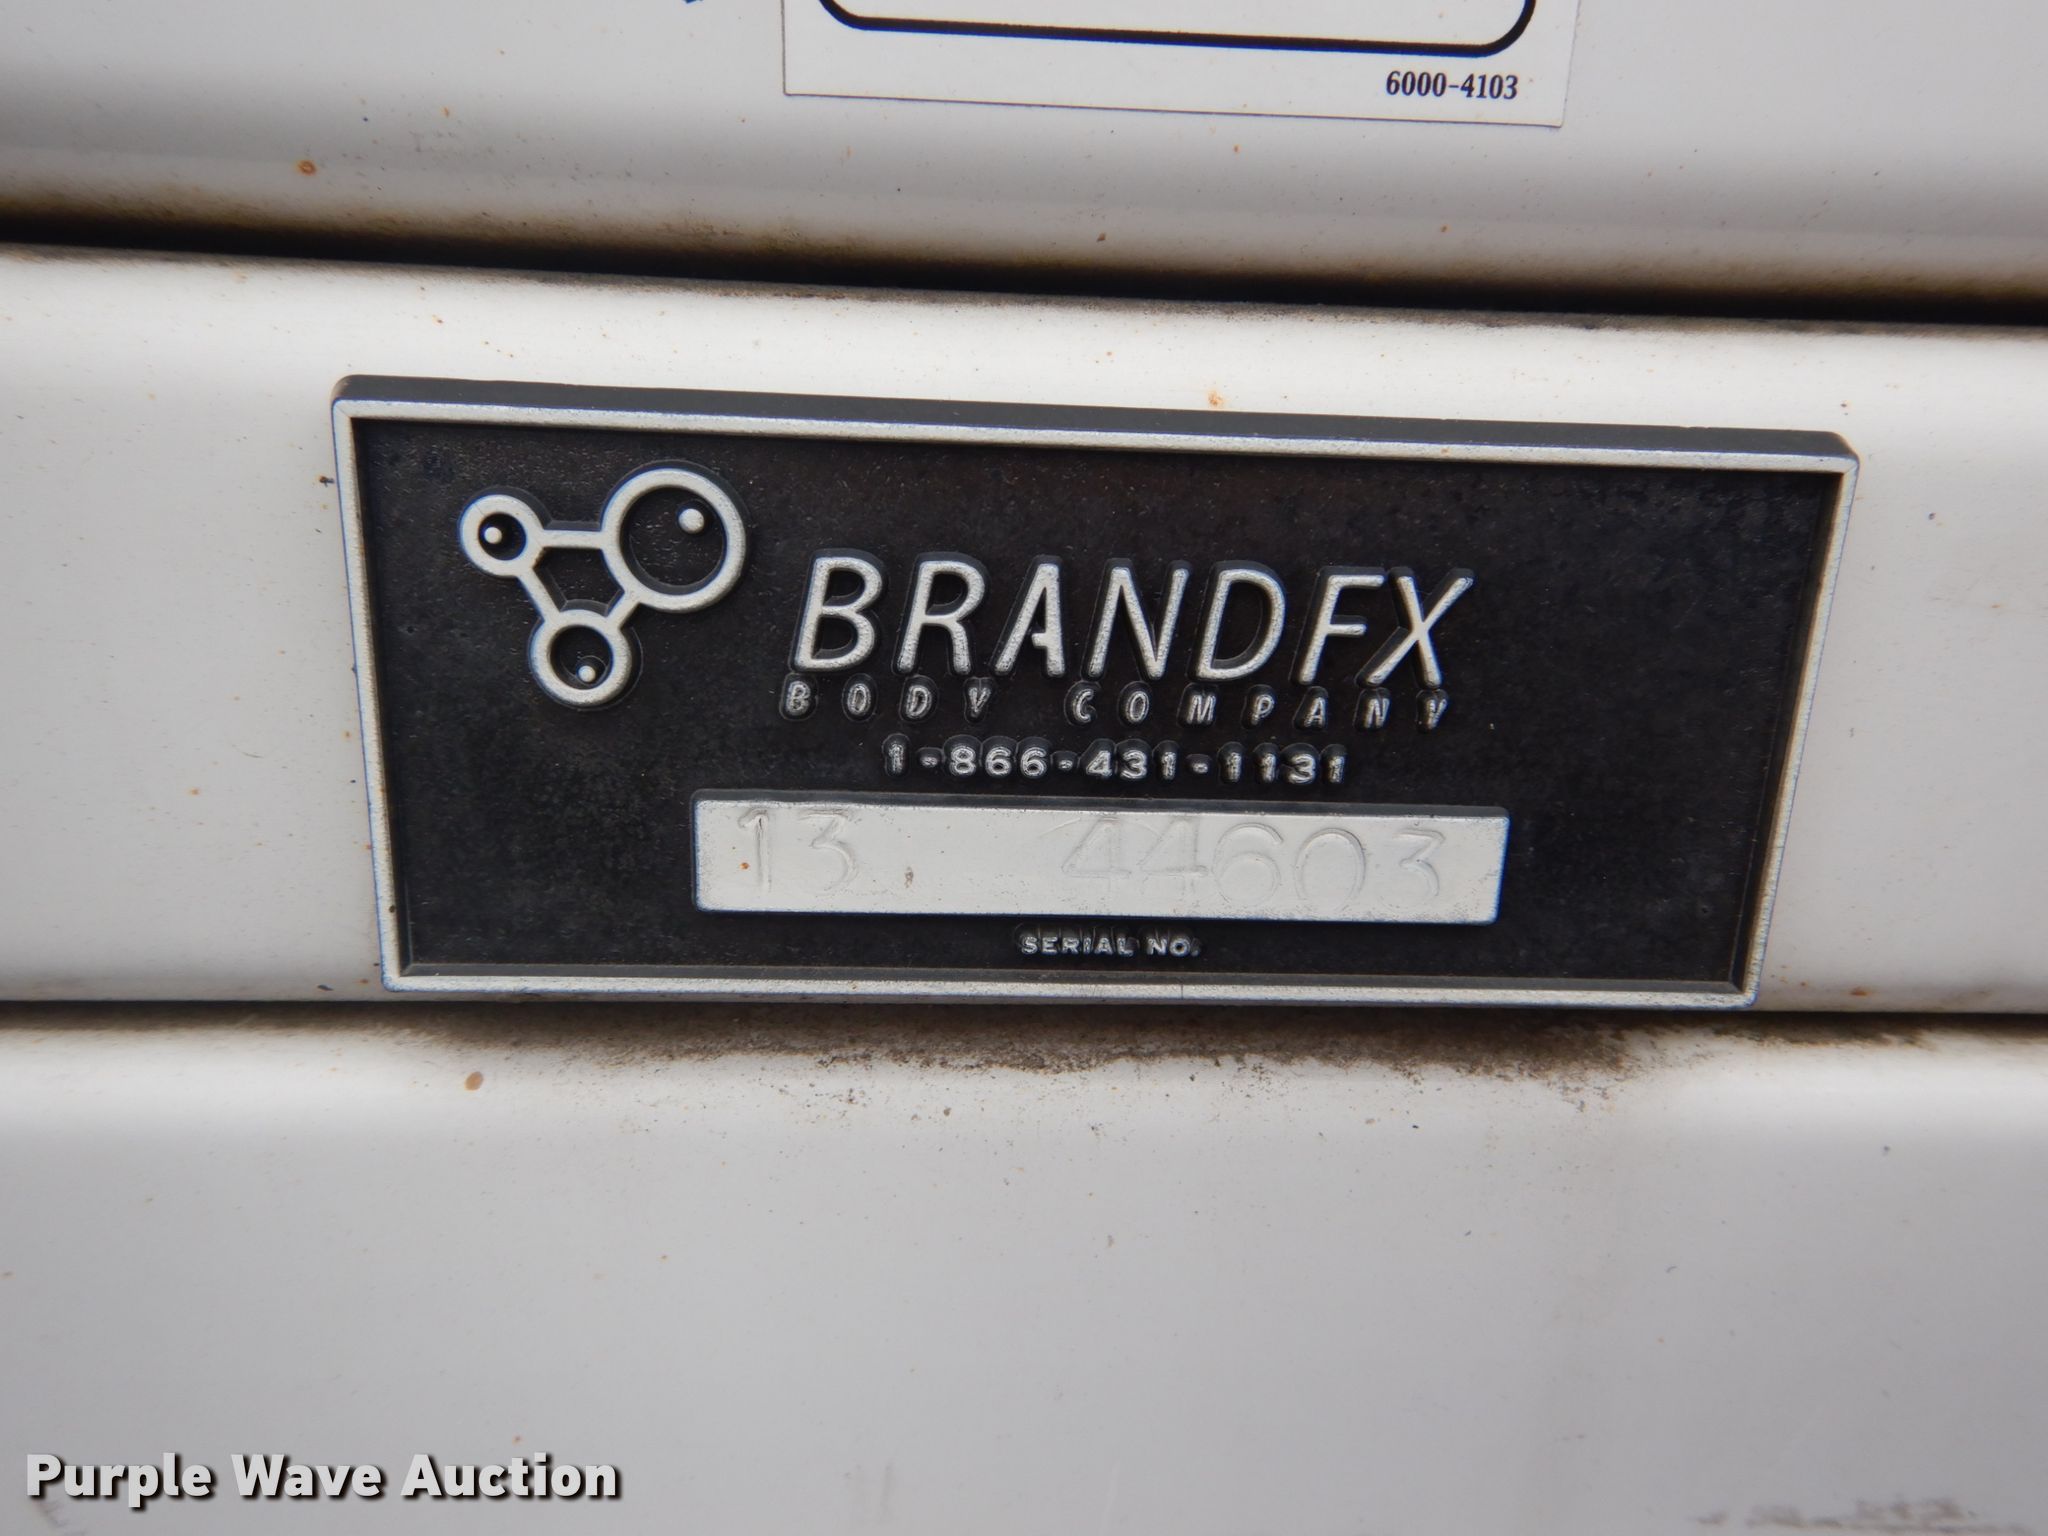 6000-4103
BRANDFX
BODY COMPANY
1-866-431-1131
13 44603
SERIAL NO.
Purple Wave Auction